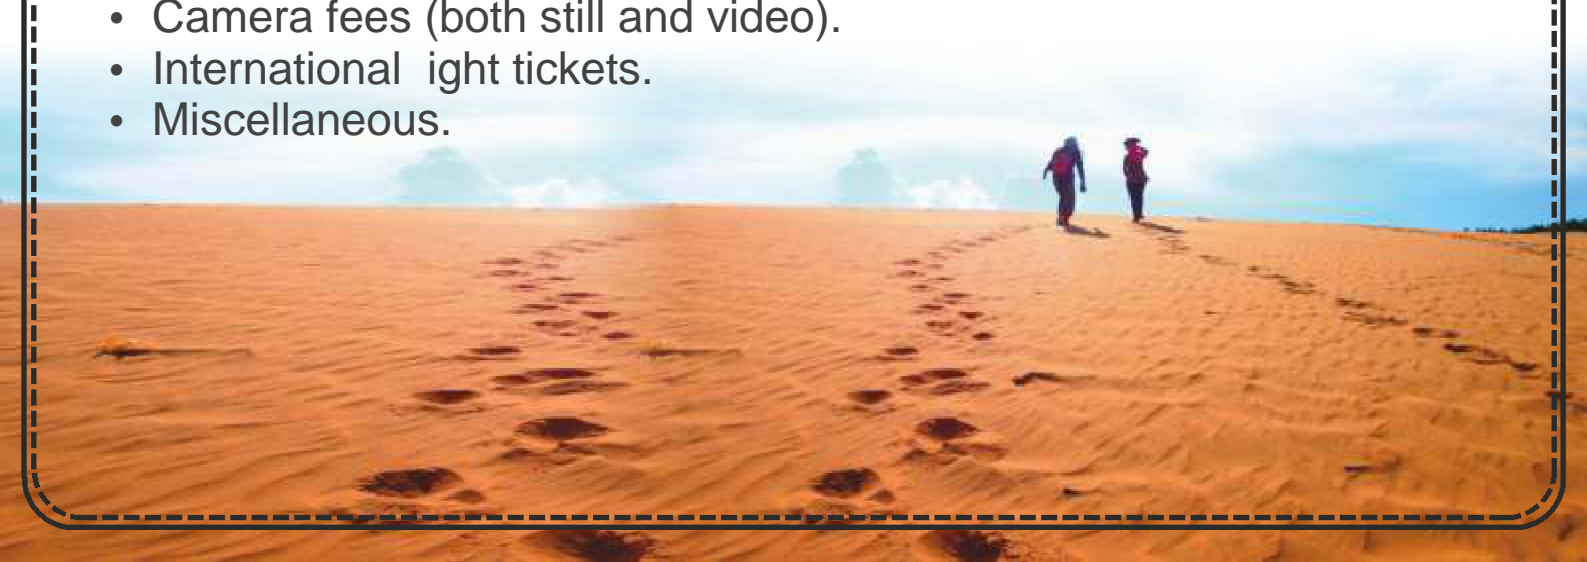 • Camera fees (both still and video).
• International  ight tickets.
• Miscellaneous.